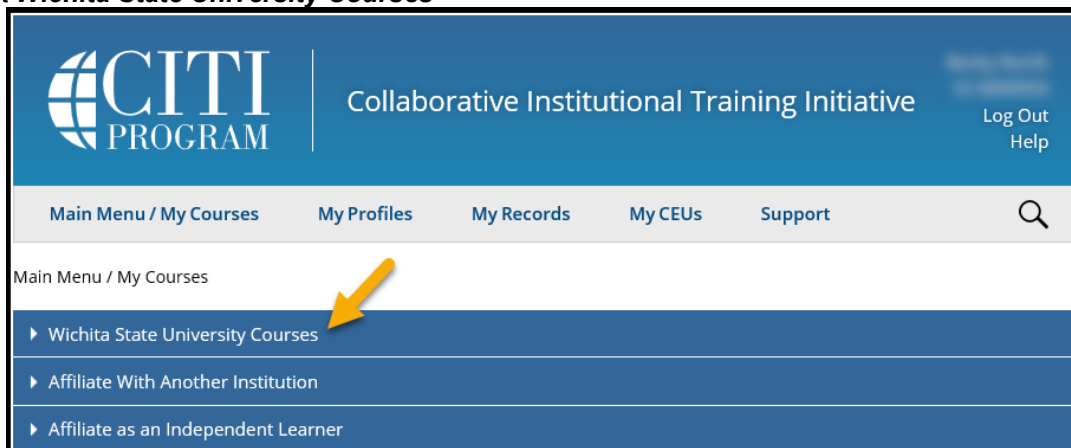 Wichita State University Courses
CITI
PROGRAM
Collaborative Institutional Training Initiative
Log Out
Help
Main Menu / My Courses My Profiles My Records My CEUs Support
Main Menu / My Courses
Wichita State University Courses
Affiliate With Another Institution
Affiliate as an Independent Learner